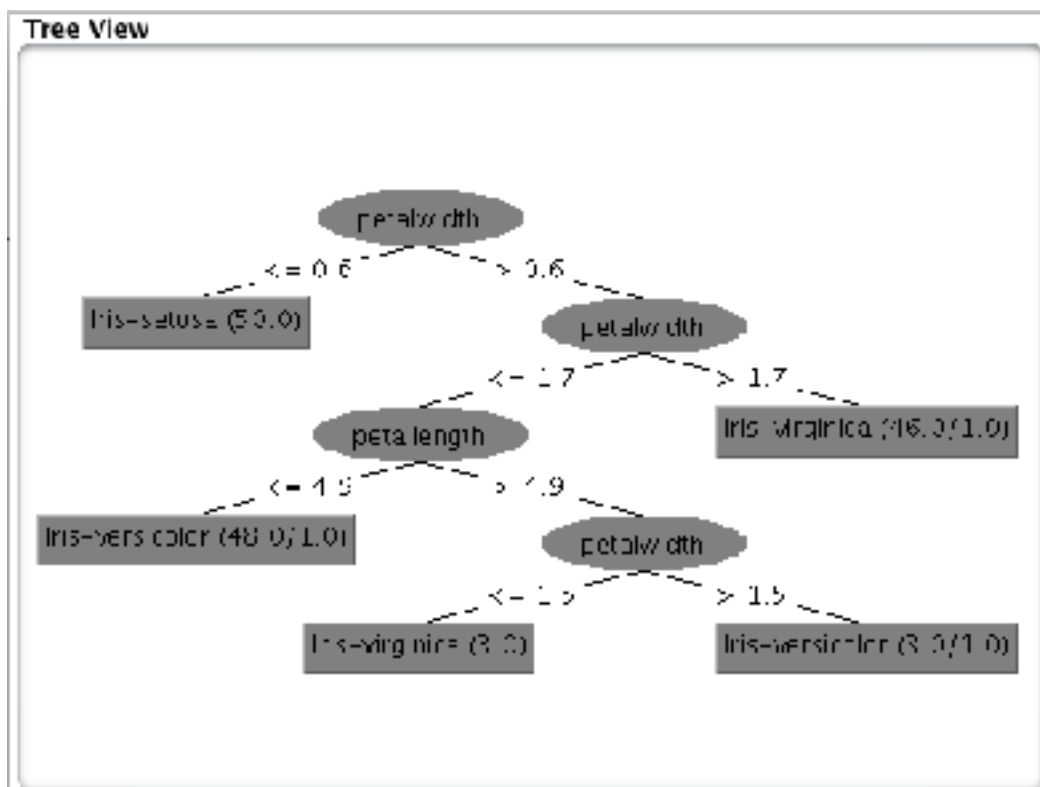 Tree View
petalwidth
<= 0.6
> 0.6
Iris-setosa (50.0)
petalwidth
<= 1.7
> 1.7
petallength
Iris-virginica (46.0/1.0)
<= 4.9
> 4.9
Iris-versicolor (48.0/1.0)
petalwidth
<= 1.5
> 1.5
Iris-virginica (3.0)
Iris-versicolor (3.0/1.0)